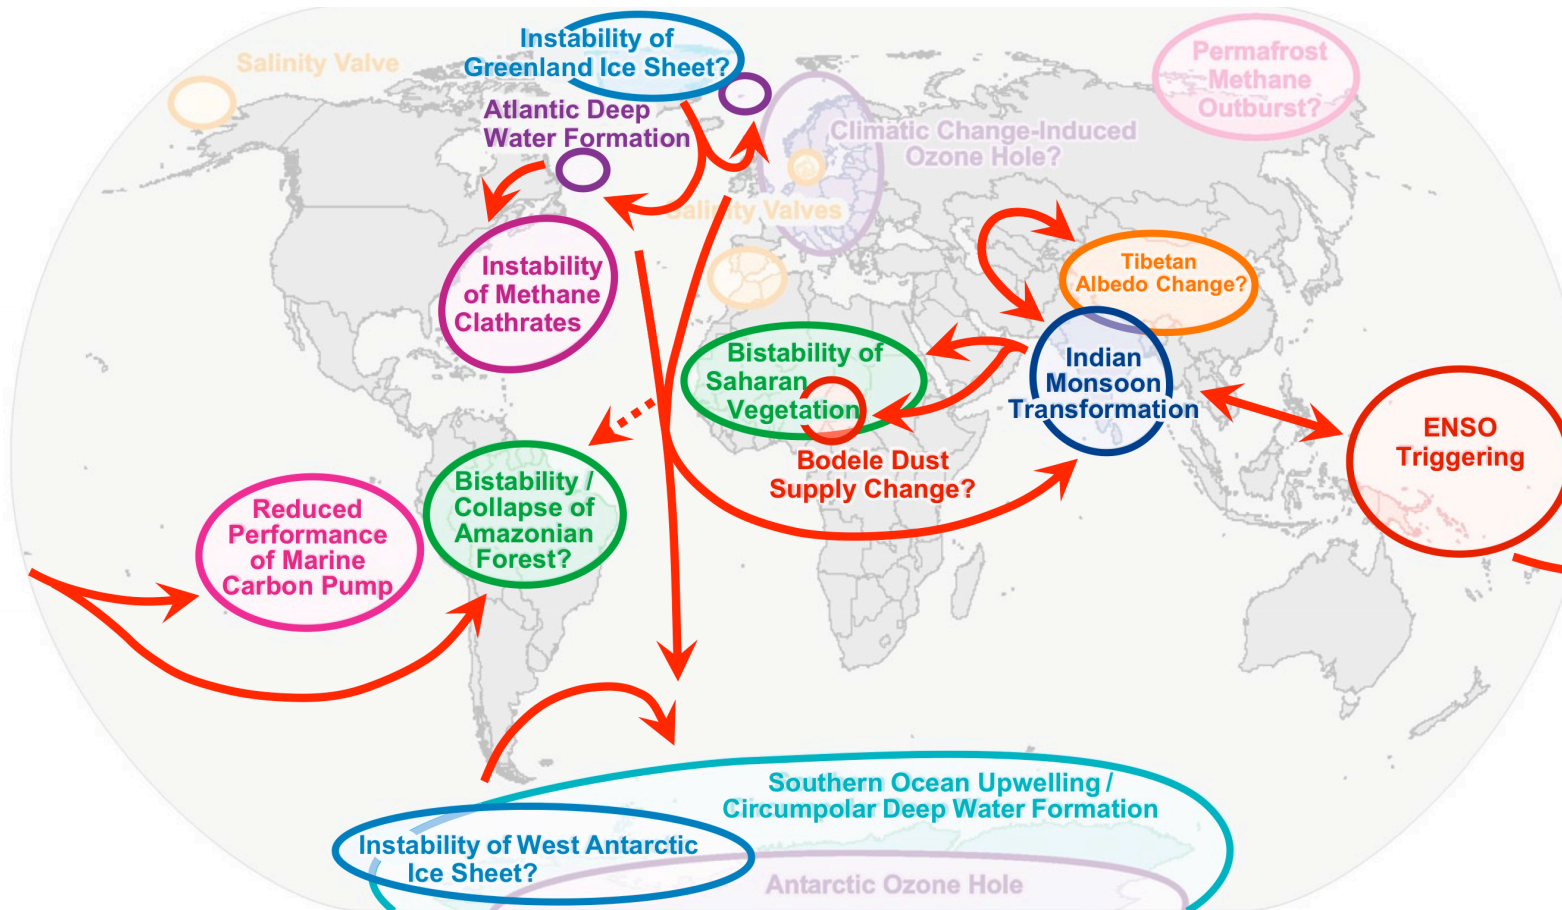 Instability of
Greenland Ice Sheet?
Salinity Valve
Permafrost
Methane
Outburst?
Atlantic Deep
Water Formation
Climatic Change-Induced
Ozone Hole?
Salinity Valves
Instability
of Methane
Clathrates
Tibetan
Albedo Change?
Bistability of
Saharan
Vegetation
Indian
Monsoon
Transformation
ENSO
Triggering
Bodele Dust
Supply Change?
Bistability /
Collapse of
Amazonian
Forest?
Reduced
Performance
of Marine
Carbon Pump
Southern Ocean Upwelling /
Circumpolar Deep Water Formation
Instability of West Antarctic
Ice Sheet?
Antarctic Ozone Hole